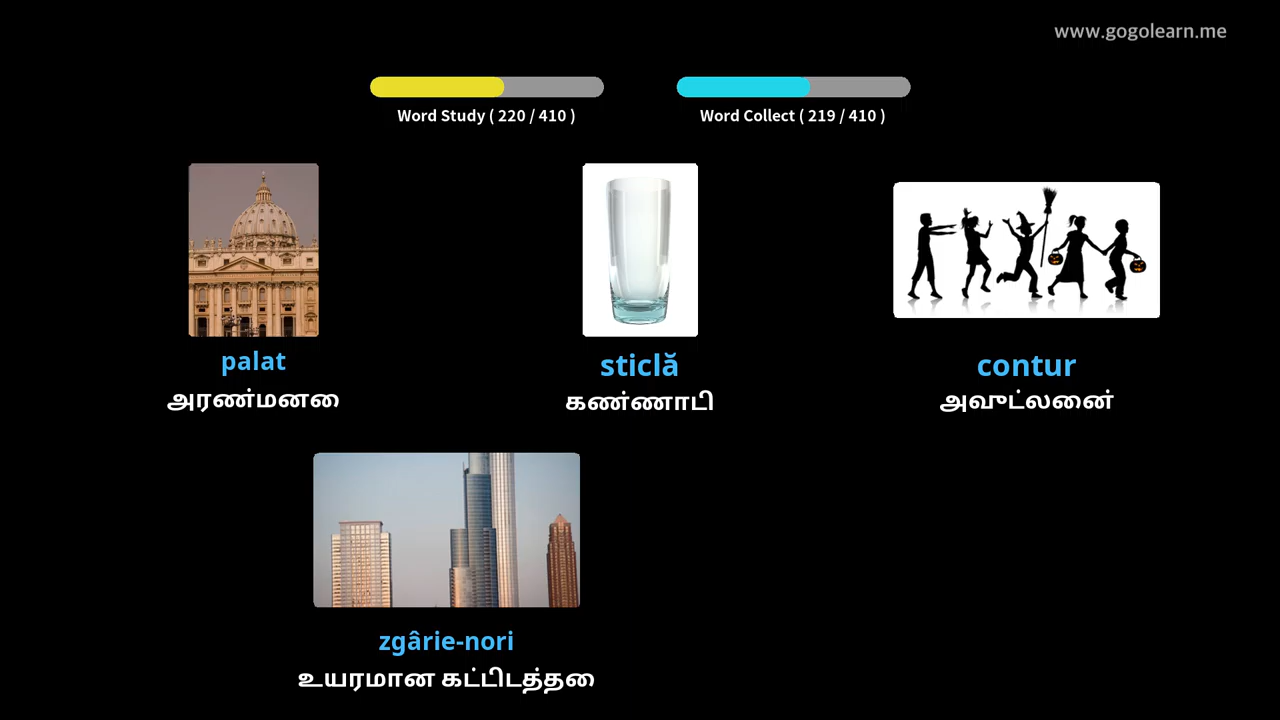 www.gogolearn.me
Word Study ( 220 / 410 )
Word Collect ( 219 / 410 )
palat
அரண்மனை
sticlă
கண்ணாபி
contur
அவுட்லைன்
zgârie-nori
உயரமான கட்பிடத்தை